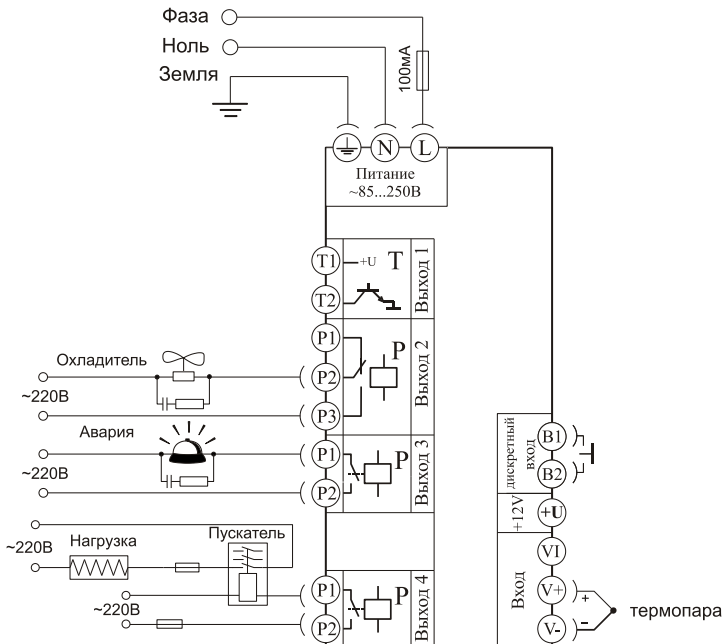 Фаза
Ноль
Земля
100мА
N
L
Питание
~85...250В
T1
+U
T
T2
Выход 1
P1
P2
P3
P
Выход 2
Охладитель
~220В
Авария
~220В
P1
P2
P
Выход 3
Нагрузка
Пускатель
~220В
~220В
P1
P2
P
Выход 4
дискретный
вход
B1
B2
+12V
+U
Вход
VI
V+
V-
+
−
термопара